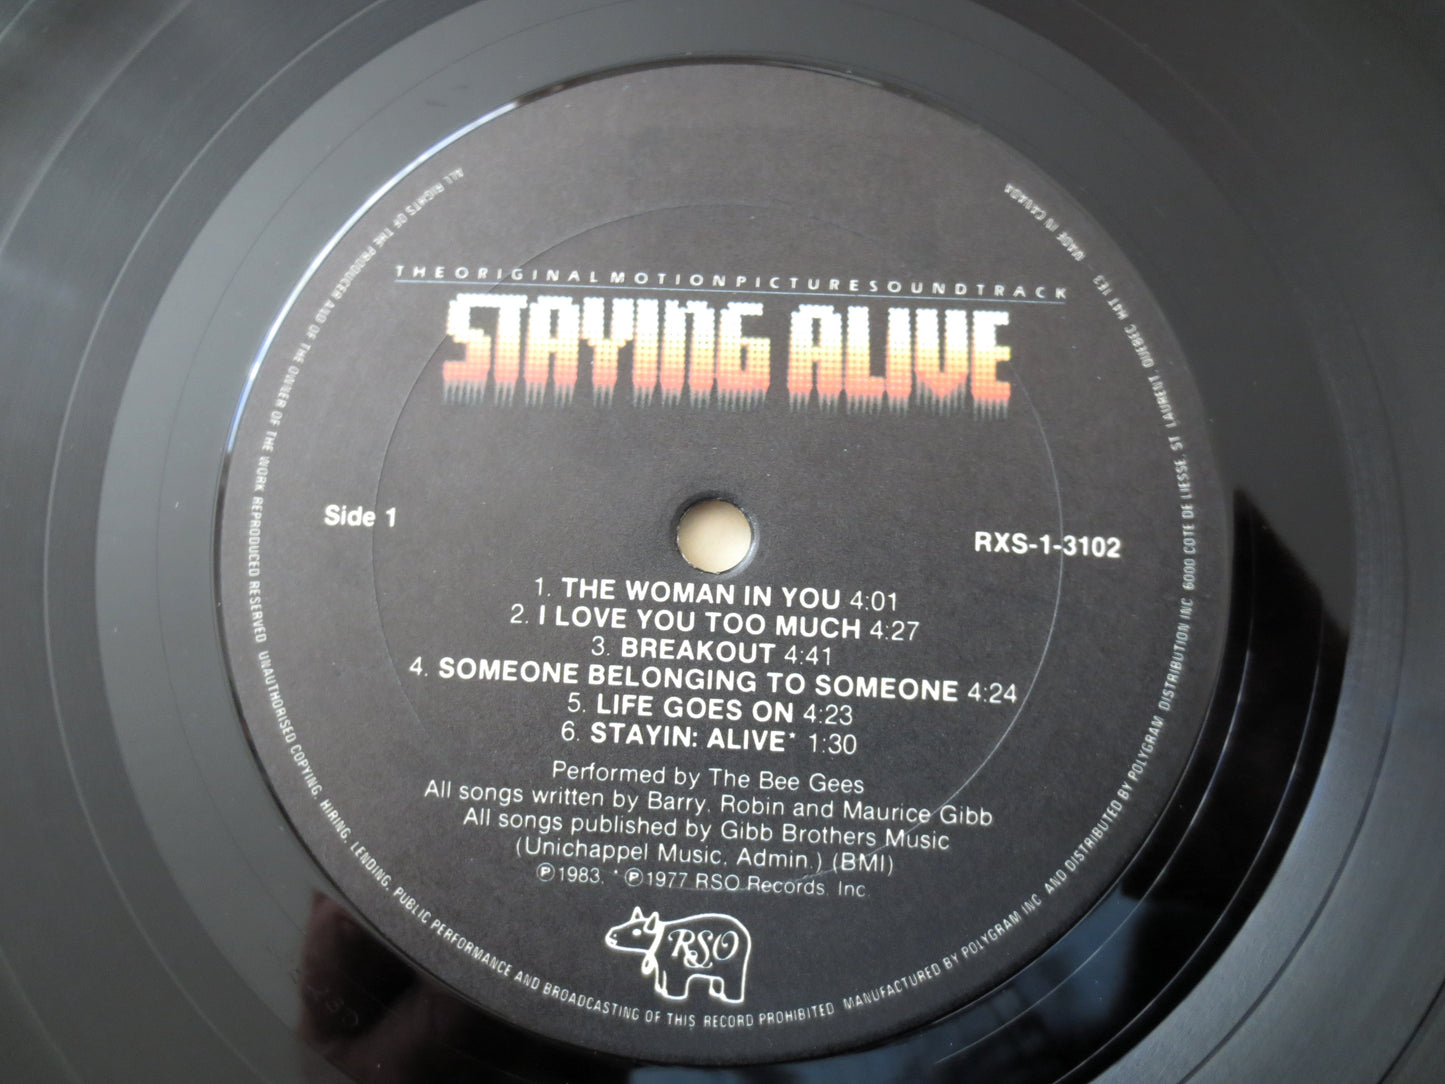 THE ORIGINAL MOTION PICTURE SOUNDTRACK
STAYING ALIVE
Side 1
RXS-1-3102
1. THE WOMAN IN YOU 4:01
2. I LOVE YOU TOO MUCH 4:27
3. BREAKOUT 4:41
4. SOMEONE BELONGING TO SOMEONE 4:24
5. LIFE GOES ON 4:23
6. STAYIN: ALIVE* 1:30
Performed by The Bee Gees
All songs written by Barry, Robin and Maurice Gibb
All songs published by Gibb Brothers Music
(Unichappel Music, Admin.) (BMI)
℗1983, * ℗1977 RSO Records, Inc.
RSO
ALL RIGHTS OF THE PRODUCER AND OF THE OWNER OF THE WORK REPRODUCED RESERVED UNAUTHORISED COPYING, HIRING, LENDING, PUBLIC PERFORMANCE AND BROADCASTING OF THIS RECORD PROHIBITED MANUFACTURED BY POLYGRAM INC AND DISTRIBUTED BY POLYGRAM DISTRIBUTION INC 6000 COTE DE LIESSE, ST LAURENT, QUEBEC H4T 1E3 - MADE IN CANADA